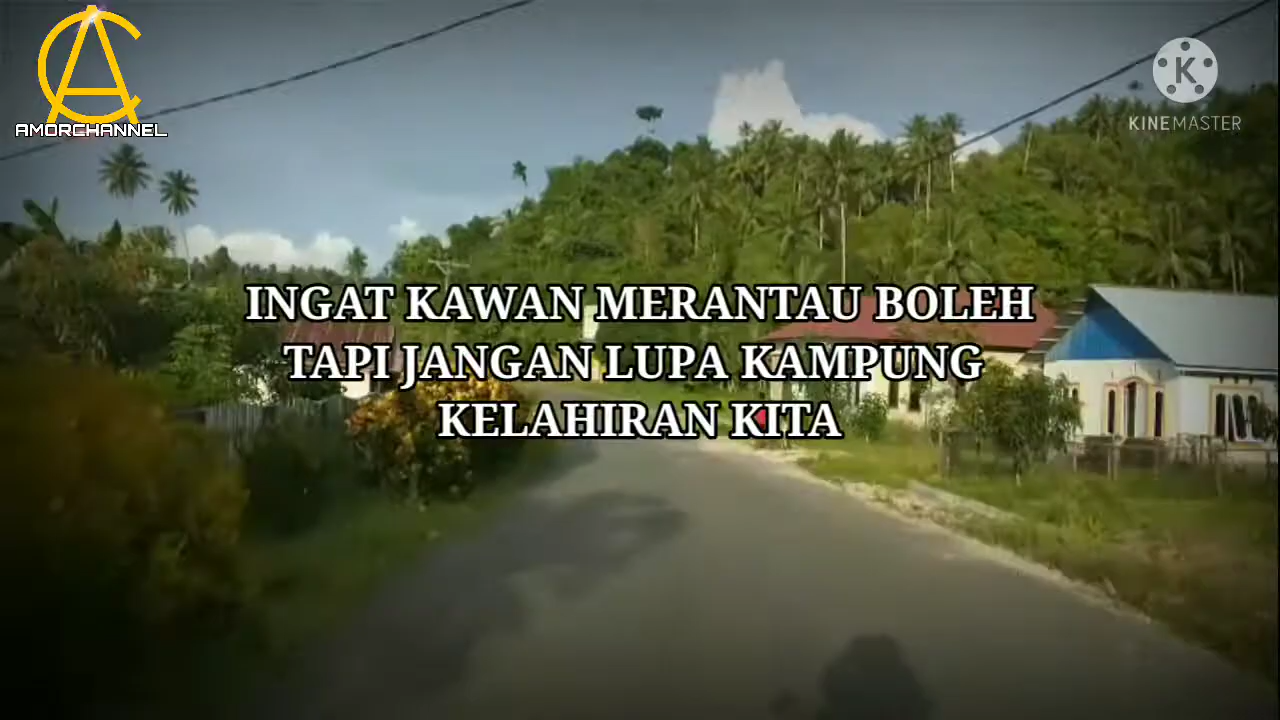 AMORCHANNEL
K
KINEMASTER
INGAT KAWAN MERANTAU BOLEH
TAPI JANGAN LUPA KAMPUNG
KELAHIRAN KITA